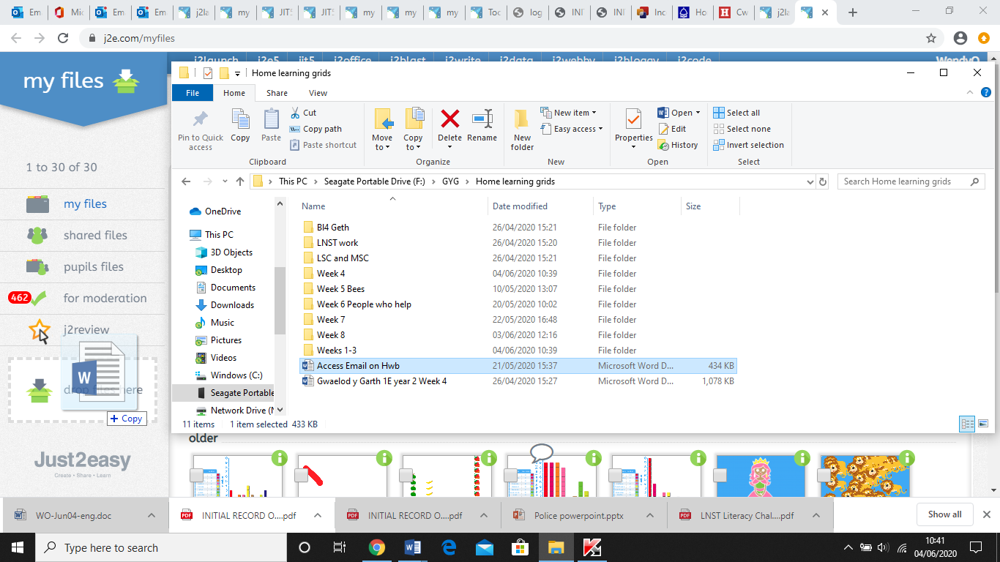 Em
Mic
Em
Em
j2la
my
JIT5
JIT5
my
my
my
Too
log
INI
INI
Inc
Ho
Cw
j2la
j2e.com/myfiles
j2launch j2e5 jit5 j2office j2blast j2write j2data j2webby j2bloggy j2code
my files
Home learning grids
File Home Share View
Pin to Quick access
Copy
Paste
Cut
Copy path
Paste shortcut
Clipboard
Move to
Copy to
Delete
Rename
Organize
New folder
New item
Easy access
New
Properties
Open
Edit
History
Open
Select all
Select none
Invert selection
Select
This PC > Seagate Portable Drive (F:) > GYG > Home learning grids
Search Home learning grids
1 to 30 of 30
my files
shared files
pupils files
462 for moderation
j2review
drop files here
W
+ Copy
Just2easy
Create • Share • Learn
OneDrive
This PC
3D Objects
Desktop
Documents
Downloads
Music
Pictures
Videos
Windows (C:)
Seagate Portable
Network Drive (
Name Date modified Type Size
BI4 Geth 26/04/2020 15:21 File folder
LNST work 26/04/2020 15:20 File folder
LSC and MSC 26/04/2020 15:21 File folder
Week 4 04/06/2020 10:39 File folder
Week 5 Bees 10/05/2020 13:07 File folder
Week 6 People who help 20/05/2020 10:02 File folder
Week 7 22/05/2020 16:48 File folder
Week 8 03/06/2020 12:16 File folder
Weeks 1-3 04/06/2020 10:39 File folder
Access Email on Hwb 21/05/2020 15:37 Microsoft Word D... 434 KB
Gwaelod y Garth 1E year 2 Week 4 26/04/2020 15:27 Microsoft Word D... 1,078 KB
11 items 1 item selected 433 KB
older
WO-Jun04-eng.doc
INITIAL RECORD O....pdf
INITIAL RECORD O....pdf
Police powerpoint.pptx
LNST Literacy Chal....pdf
Show all
Type here to search
10:41
04/06/2020